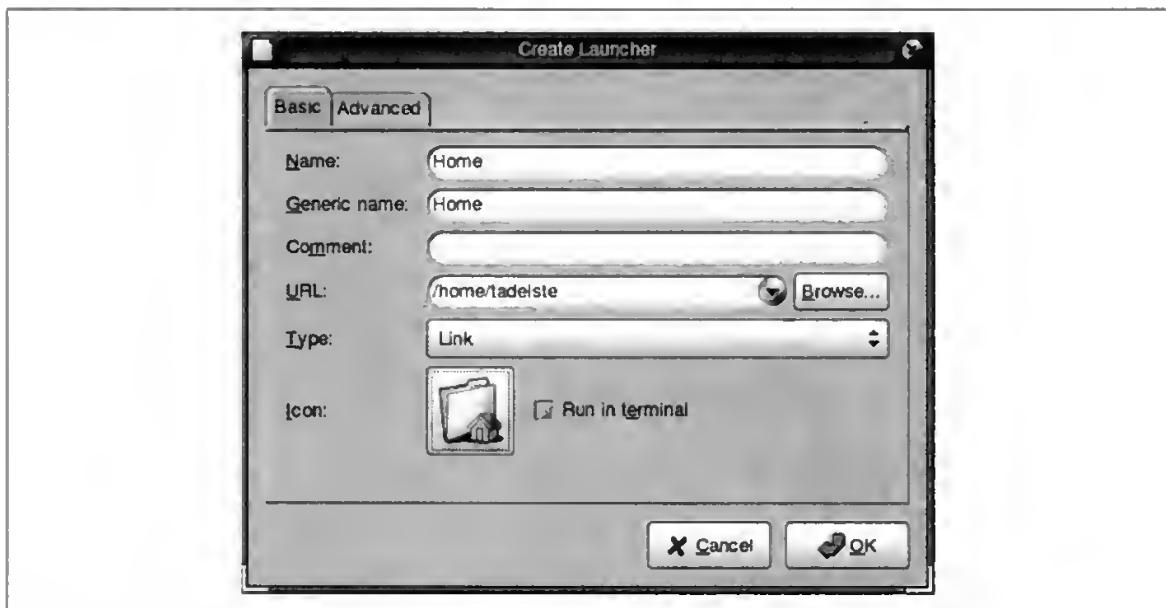 Create Launcher
Basic Advanced
Name: Home
Generic name: Home
Comment:
URL: /home/tadelste Browse...
Type: Link
Icon: Run in terminal
Cancel OK